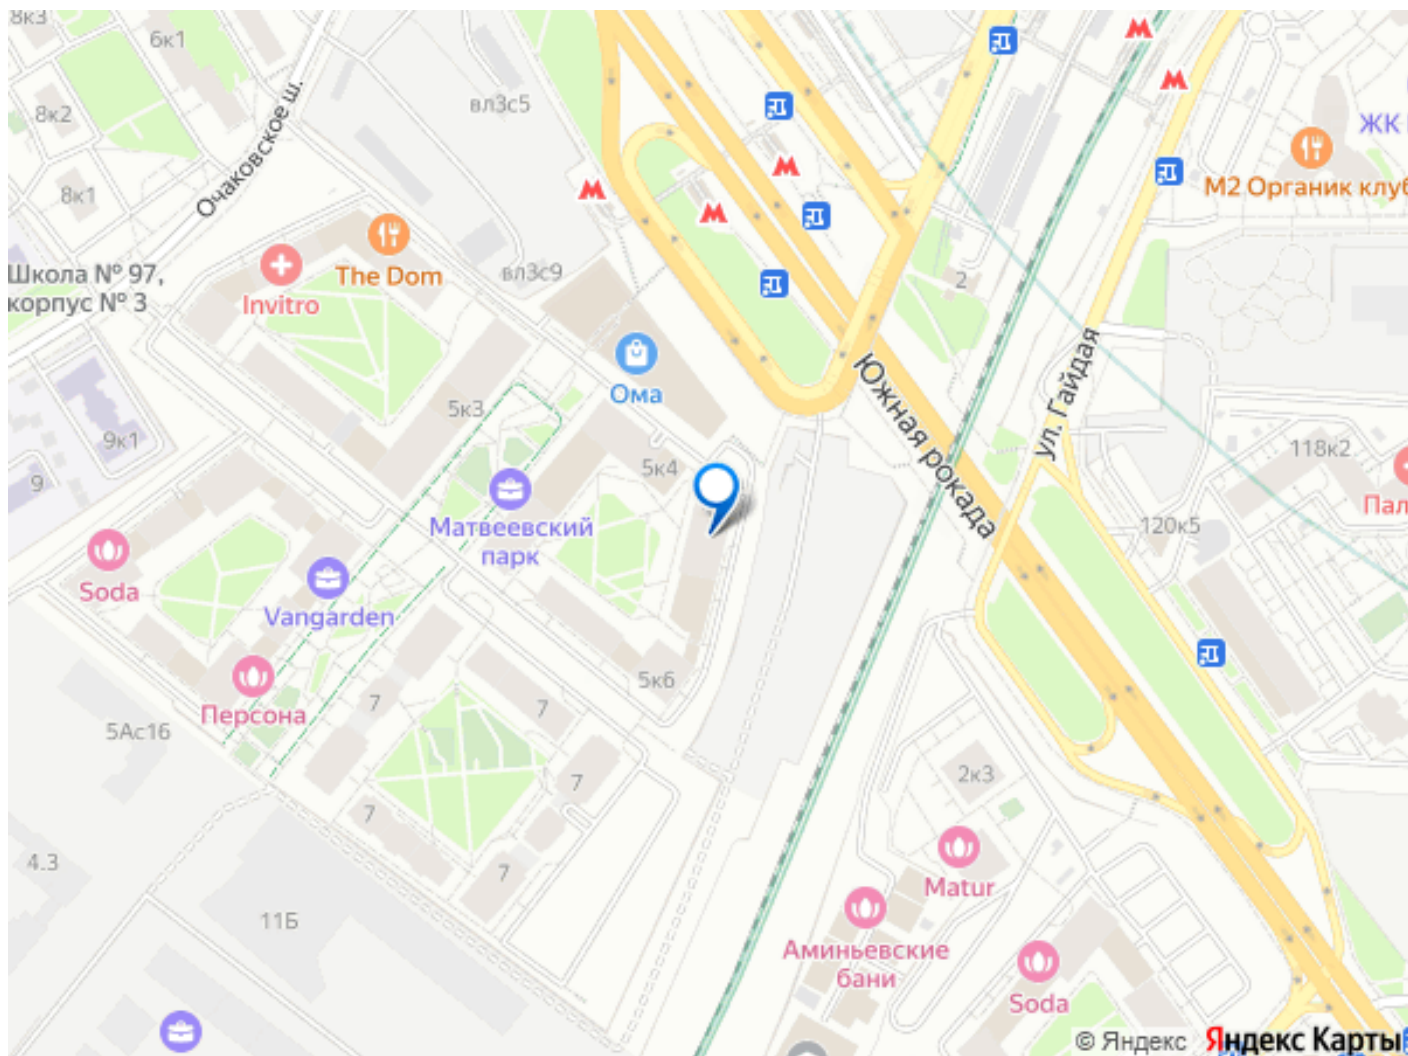 8к3
6к1
8к2
вл3с5
Очаковское ш.
8к1
ЖК
М2 Органик клуб
Школа № 97,
корпус № 3
Invitro
The Dom
вл3с9
2
Ома
Южная рокада
ул. Гайдая
5к3
9к1
9
5к4
118к2
Пал
120к5
Матвеевский
парк
Soda
Vangarden
5к6
Персона
7
7
5Ас16
7
7
7
2к3
4.3
11Б
Matur
Аминьевские
бани
Soda
© Яндекс Яндекс Карты